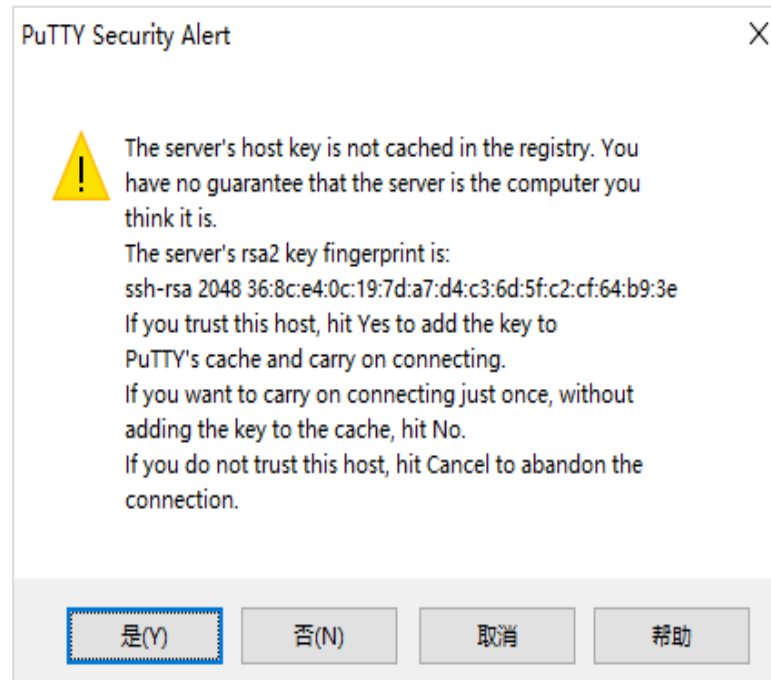 PuTTY Security Alert
The server's host key is not cached in the registry. You
have no guarantee that the server is the computer you
think it is.
The server's rsa2 key fingerprint is:
ssh-rsa 2048 36:8c:e4:0c:19:7d:a7:d4:c3:6d:5f:c2:cf:64:b9:3e
If you trust this host, hit Yes to add the key to
PuTTY's cache and carry on connecting.
If you want to carry on connecting just once, without
adding the key to the cache, hit No.
If you do not trust this host, hit Cancel to abandon the
connection.
是(Y) 否(N) 取消 帮助